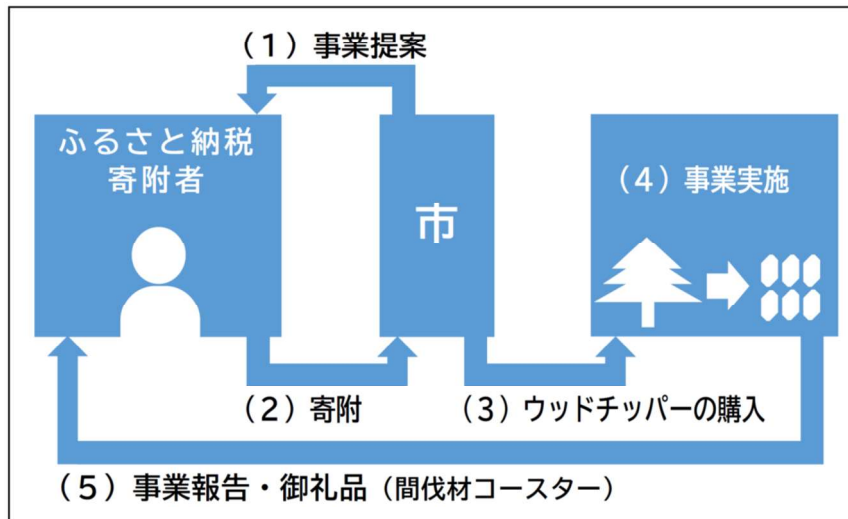 （１）事業提案
ふるさと納税
寄附者
市
（４）事業実施
（２）寄附
（３）ウッドチッパーの購入
（５）事業報告・御礼品（間伐材コースター）